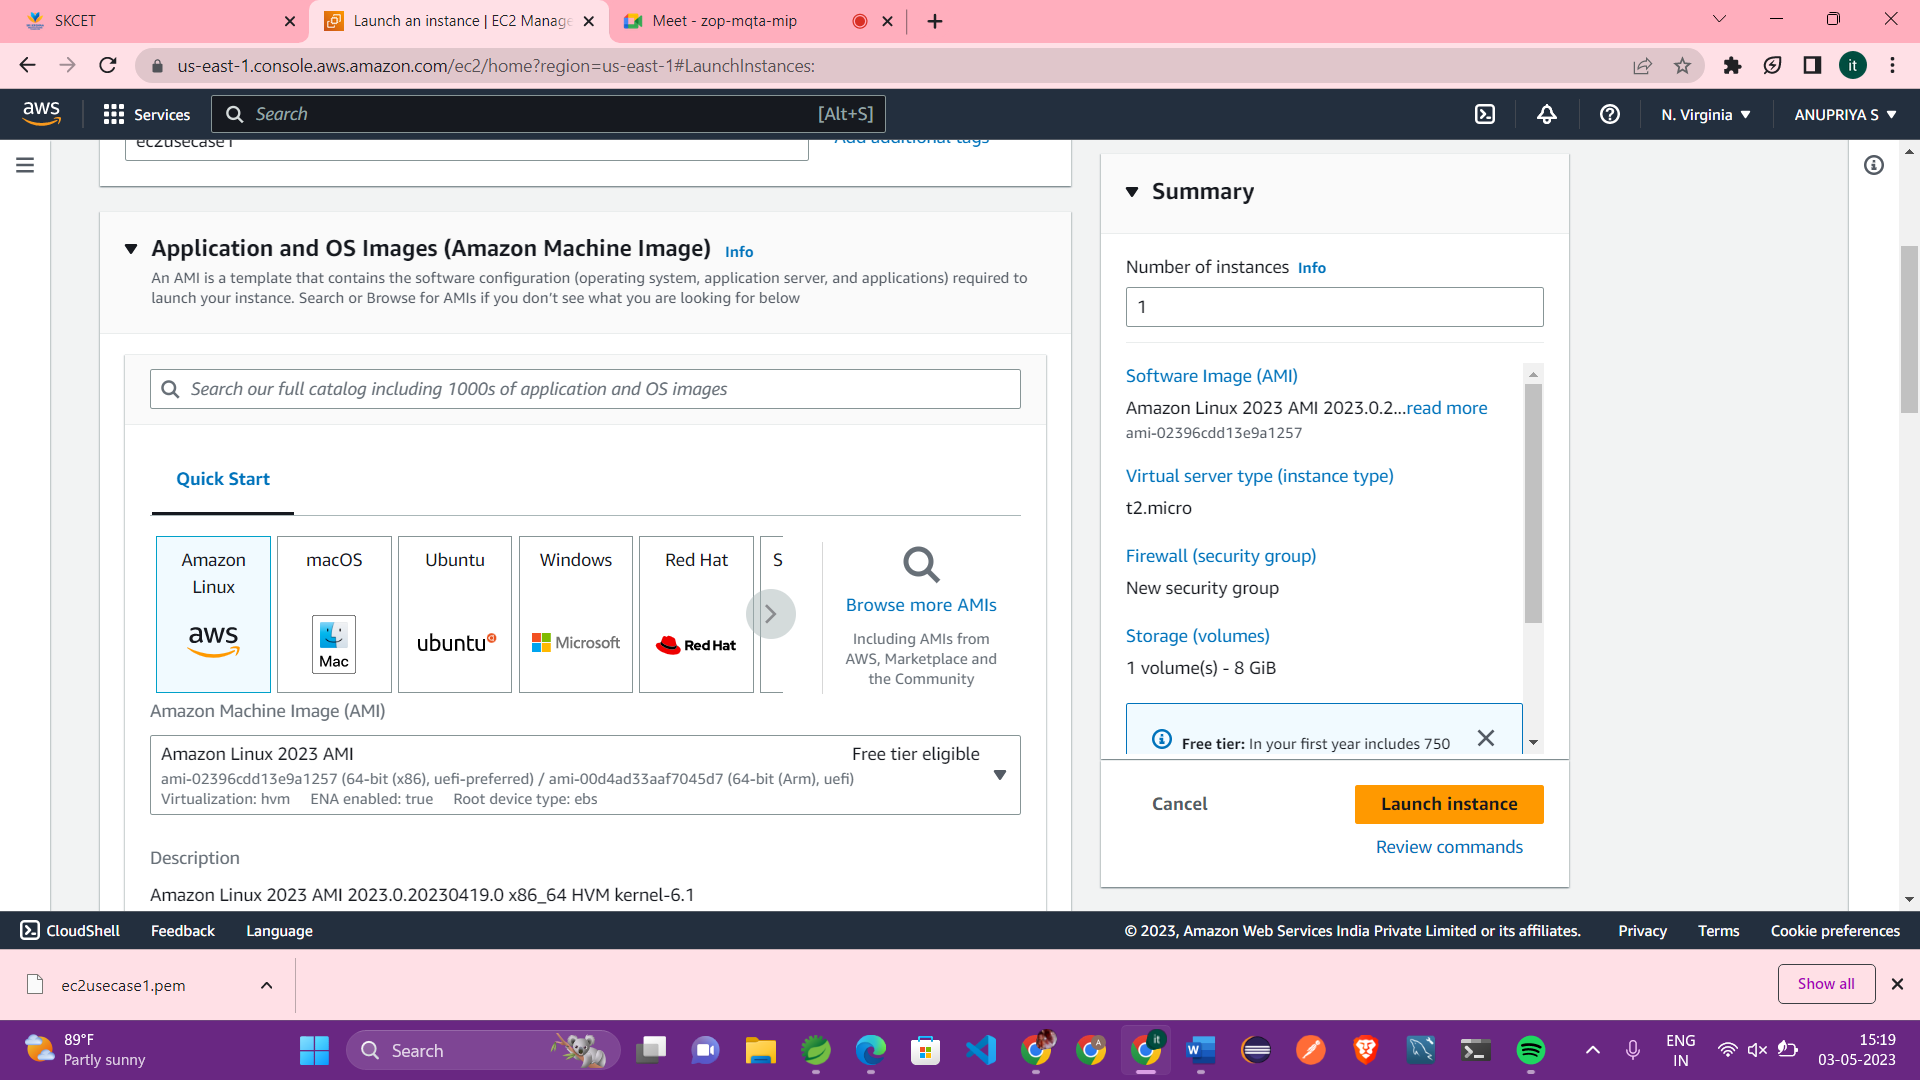 SKCET
Launch an instance | EC2 Manage
Meet - zop-mqta-mip
us-east-1.console.aws.amazon.com/ec2/home?region=us-east-1#LaunchInstances:
it
aws
Services
Search
[Alt+S]
N. Virginia
ANUPRIYA S
ec2usecase1
Add additional tags
Application and OS Images (Amazon Machine Image) Info
An AMI is a template that contains the software configuration (operating system, application server, and applications) required to
launch your instance. Search or Browse for AMIs if you don't see what you are looking for below
Search our full catalog including 1000s of application and OS images
Quick Start
Amazon
Linux
aws
macOS
Mac
Ubuntu
ubuntu
Windows
Microsoft
Red Hat
Red Hat
S
Browse more AMIs
Including AMIs from
AWS, Marketplace and
the Community
Amazon Machine Image (AMI)
Amazon Linux 2023 AMI
Free tier eligible
ami-02396cdd13e9a1257 (64-bit (x86), uefi-preferred) / ami-00d4ad33aaf7045d7 (64-bit (Arm), uefi)
Virtualization: hvm ENA enabled: true Root device type: ebs
Description
Amazon Linux 2023 AMI 2023.0.20230419.0 x86_64 HVM kernel-6.1
Summary
Number of instances Info
1
Software Image (AMI)
Amazon Linux 2023 AMI 2023.0.2...read more
ami-02396cdd13e9a1257
Virtual server type (instance type)
t2.micro
Firewall (security group)
New security group
Storage (volumes)
1 volume(s) - 8 GiB
Free tier: In your first year includes 750
Cancel
Launch instance
Review commands
CloudShell
Feedback
Language
© 2023, Amazon Web Services India Private Limited or its affiliates.
Privacy
Terms
Cookie preferences
ec2usecase1.pem
Show all
89°F
Partly sunny
Search
ENG
IN
15:19
03-05-2023